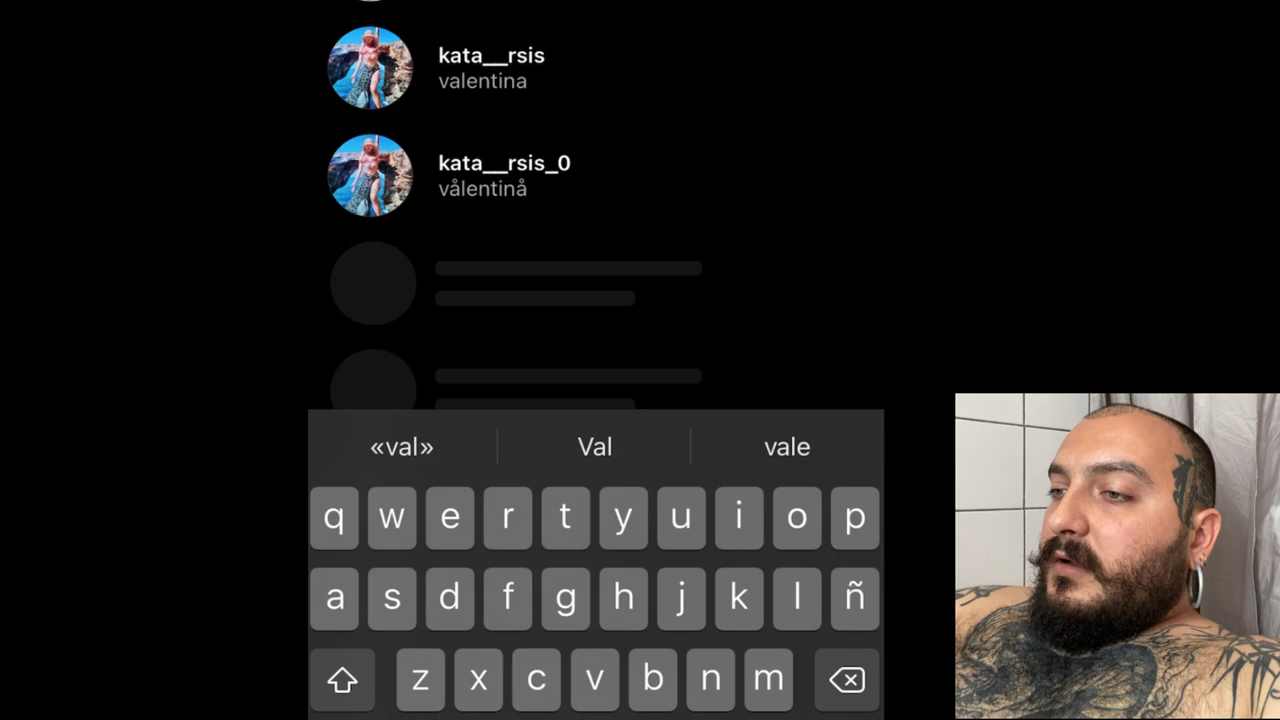 kata__rsis
valentina
kata__rsis_0
vålentinå
«val» Val vale
q w e r t y u i o p
a s d f g h j k l ñ
z x c v b n m